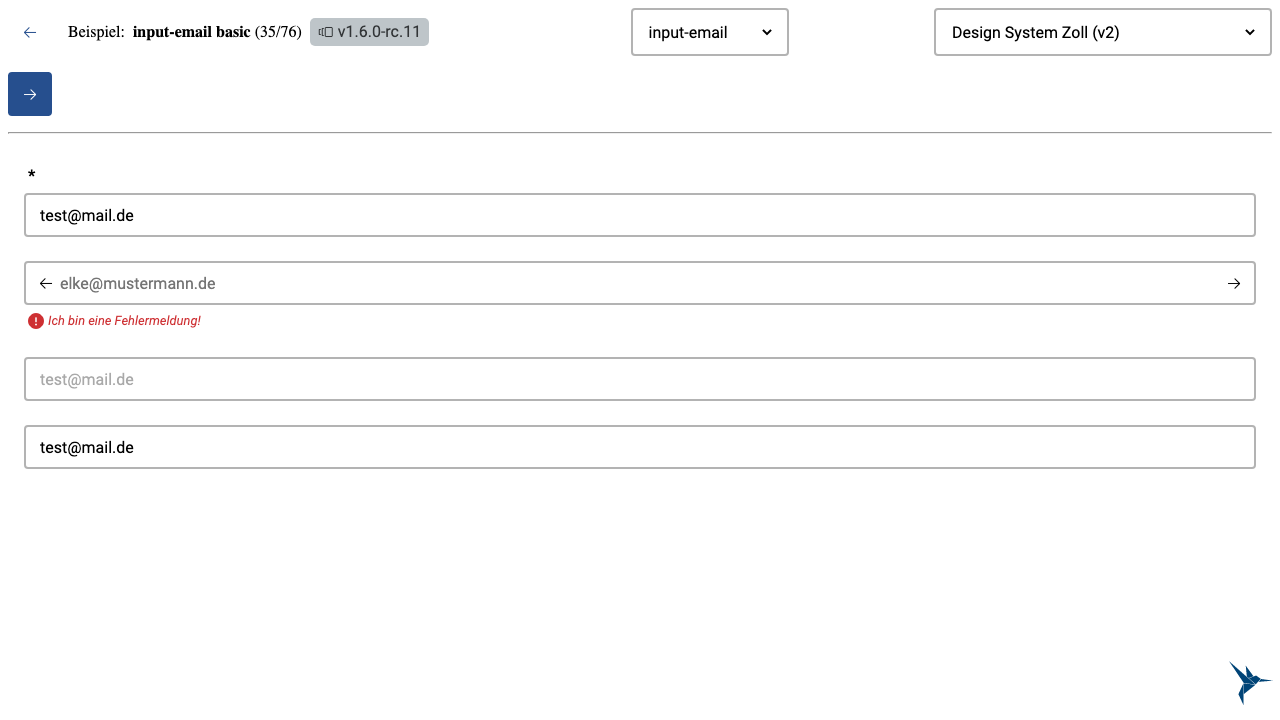 Beispiel: input-email basic (35/76) v1.6.0-rc.11 input-email Design System Zoll (v2)
*
test@mail.de
elke@mustermann.de
Ich bin eine Fehlermeldung!
test@mail.de
test@mail.de